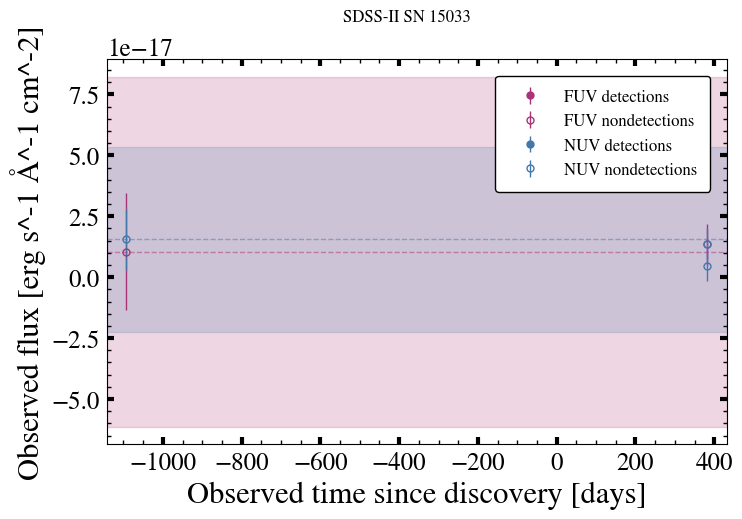 SDSS-II SN 15033
1e−17
7.5
5.0
2.5
0.0
−2.5
−5.0
Observed flux [erg s^-1 Å^-1 cm^-2]
FUV detections
FUV nondetections
NUV detections
NUV nondetections
−1000 −800 −600 −400 −200 0 200 400
Observed time since discovery [days]